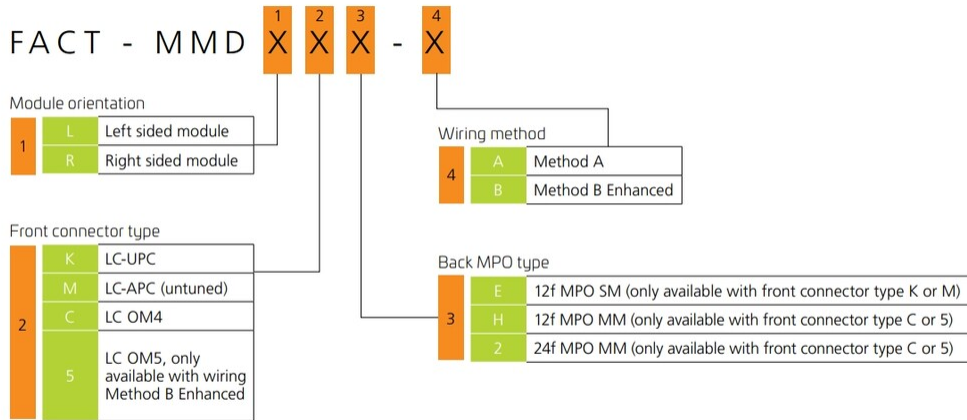 1 2 3 4
FACT - MMD X X X - X
Module orientation
1
L Left sided module
R Right sided module
Front connector type
2
K LC-UPC
M LC-APC (untuned)
C LC OM4
5 LC OM5, only
available with wiring
Method B Enhanced
Wiring method
4
A Method A
B Method B Enhanced
Back MPO type
3
E 12f MPO SM (only available with front connector type K or M)
H 12f MPO MM (only available with front connector type C or 5)
2 24f MPO MM (only available with front connector type C or 5)